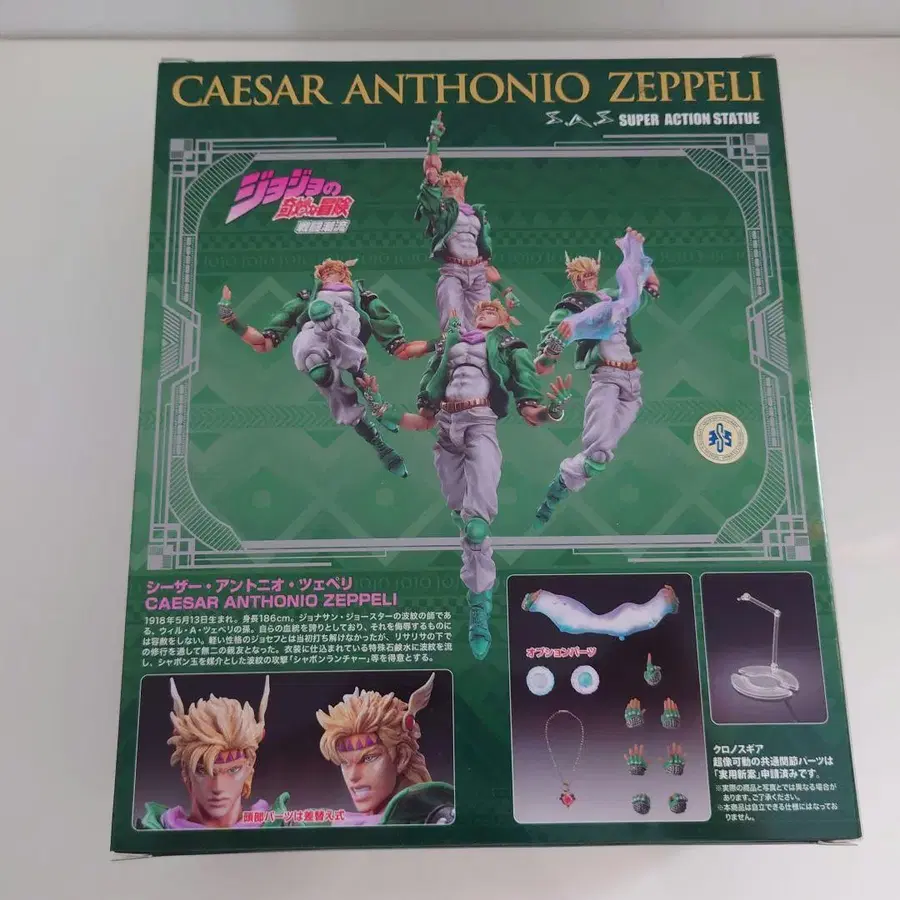 CAESAR ANTHONIO ZEPPELI
SAS SUPER ACTION STATUE
ジョジョの
奇妙な冒険
戦闘潮流
シーザー・アントニオ・ツェペリ
CAESAR ANTHONIO ZEPPELI
1918年5月13日生まれ。身長186cm。ジョナサン・ジョースターの波紋の師であ
る、ウィル・A・ツェペリの孫。自らの血統を誇りとしており、それを侮辱するものに
は容赦をしない。軽い性格のジョセフとは当初打ち解けなかったが、リサリサの下で
の修行を通して無二の親友となった。衣装に仕込まれている特殊石鹸水に波紋を流
し、シャボン玉を媒介とした波紋の攻撃「シャボンランチャー」等を得意とする。
頭部パーツは差替え式
オプションパーツ
クロノスギア
超像可動の共通関節パーツは
「実用新案」申請済みです。
※実際の商品と写真とでは異なる場合が
あります。ご了承ください。
※本商品は自立できる仕様にはなってお
りません。